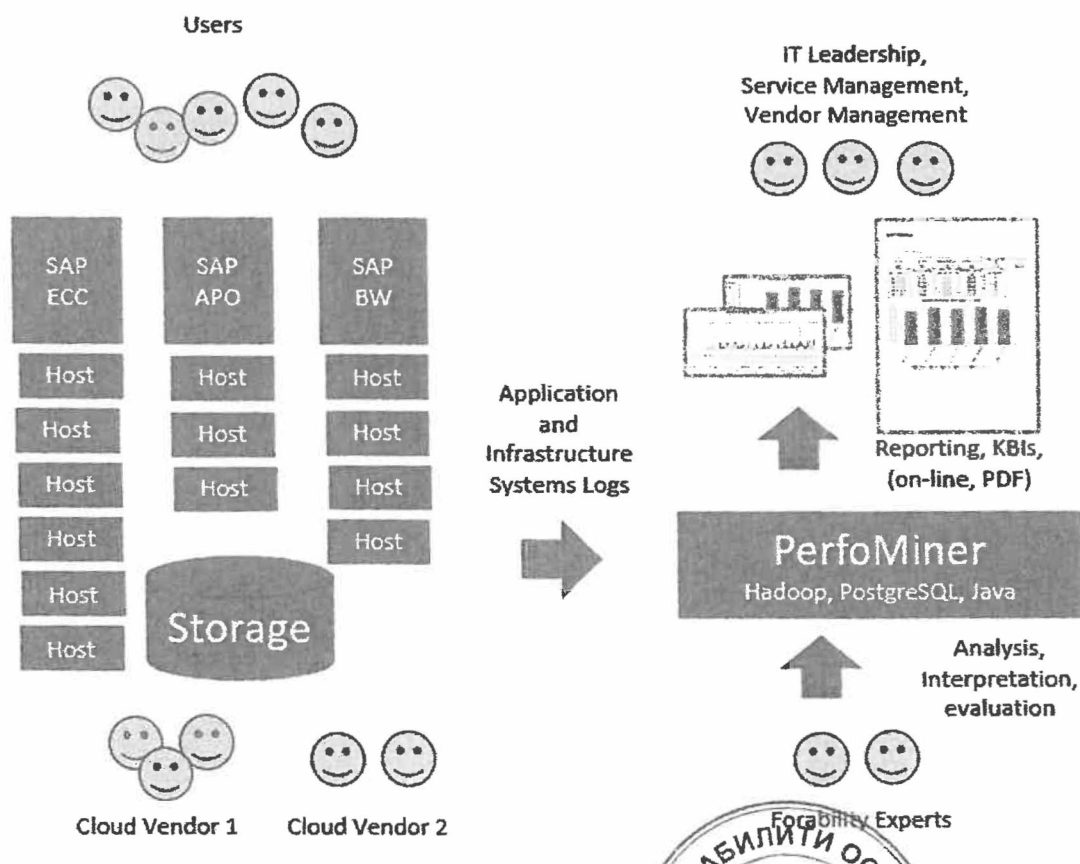 Users
SAP
ECC
Host
Host
Host
Host
Host
Host
SAP
APO
Host
Host
Host
SAP
BW
Host
Host
Host
Host
Storage
Cloud Vendor 1
Cloud Vendor 2
Application
and
Infrastructure
Systems Logs
IT Leadership,
Service Management,
Vendor Management
Reporting, KBIs,
(on-line, PDF)
PerfoMiner
Hadoop, PostgreSQL, Java
Analysis,
Interpretation,
evaluation
Forability Experts